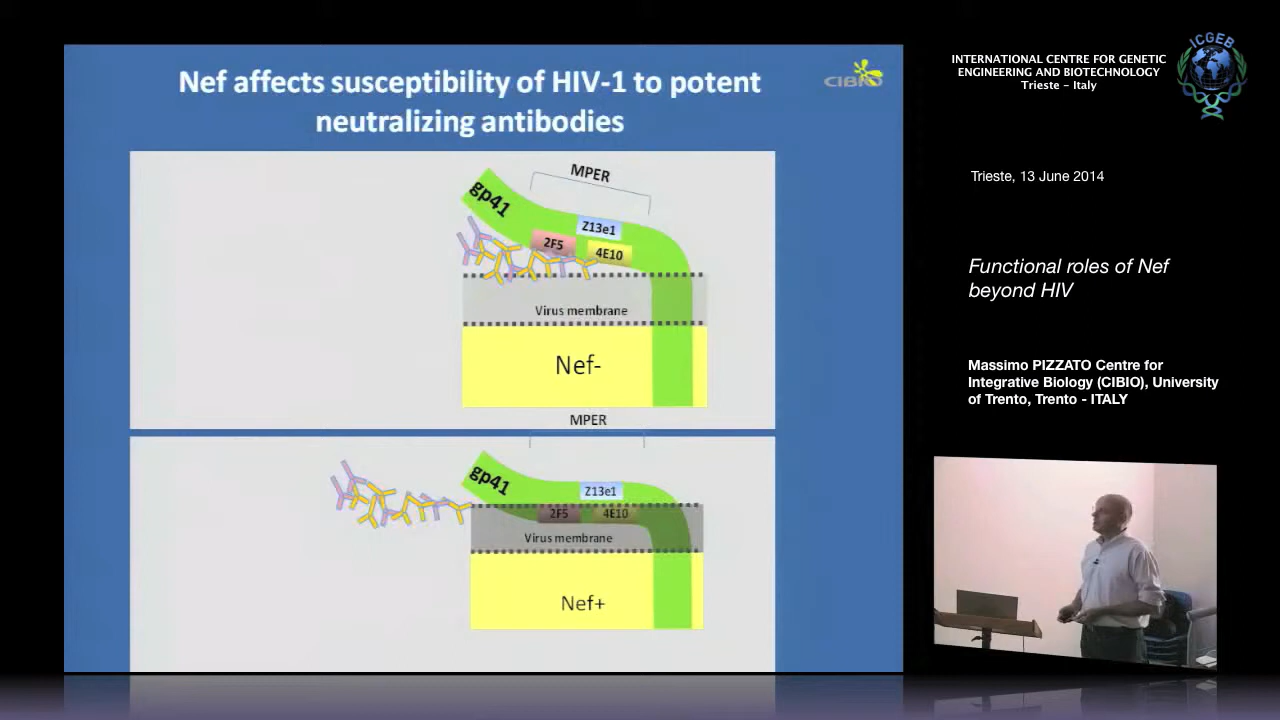 Nef affects susceptibility of HIV-1 to potent
neutralizing antibodies
CIBIO
MPER
gp41
Z13e1
2F5
4E10
Virus membrane
Nef-
MPER
gp41
Z13e1
2F5
4E10
Virus membrane
Nef+
ICGEB
INTERNATIONAL CENTRE FOR GENETIC
ENGINEERING AND BIOTECHNOLOGY
Trieste - Italy
Trieste, 13 June 2014
Functional roles of Nef
beyond HIV
Massimo PIZZATO Centre for
Integrative Biology (CIBIO), University
of Trento, Trento - ITALY